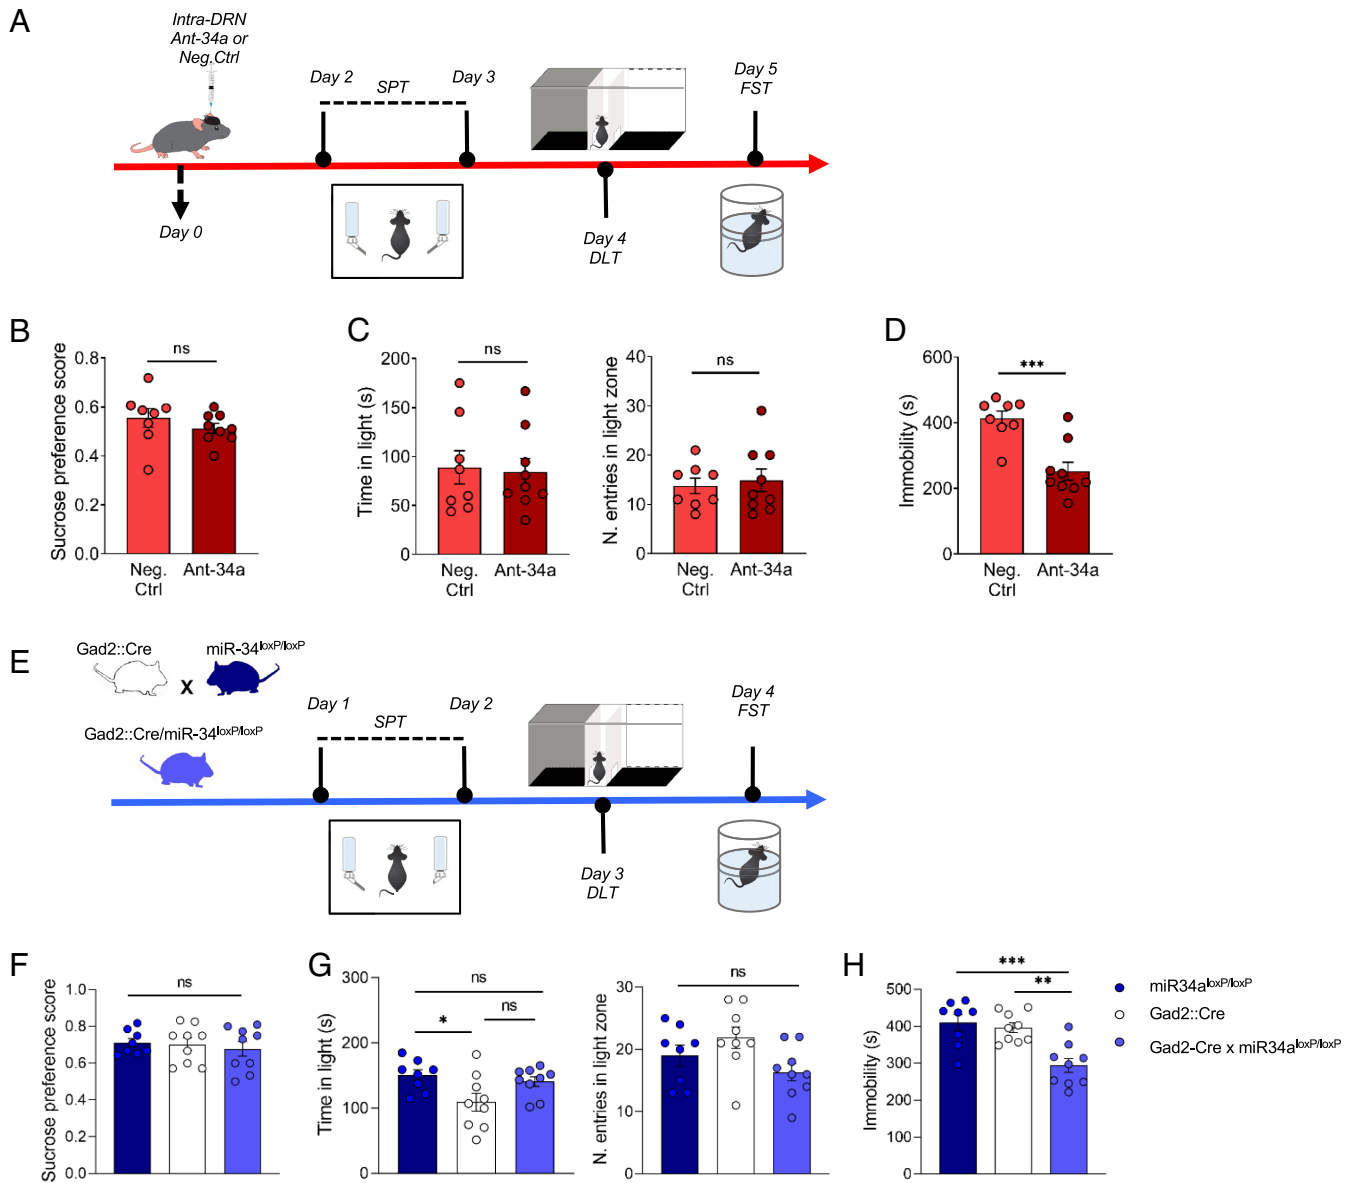 A
Intra-DRN
Ant-34a or
Neg.Ctrl
Day 0
Day 2
SPT
Day 3
Day 4
DLT
Day 5
FST
B
Sucrose preference score
0.8
0.6
0.4
0.2
0.0
ns
Neg.
Ctrl
Ant-34a
C
Time in light (s)
200
150
100
50
0
ns
Neg.
Ctrl
Ant-34a
N. entries in light zone
40
30
20
10
0
ns
Neg.
Ctrl
Ant-34a
D
Immobility (s)
600
400
200
0
***
Neg.
Ctrl
Ant-34a
E
Gad2::Cre
X
miR-34loxP/loxP
Gad2::Cre/miR-34loxP/loxP
Day 1
SPT
Day 2
Day 3
DLT
Day 4
FST
F
Sucrose preference score
1.0
0.8
0.6
0.4
0.2
0.0
ns
G
Time in light (s)
300
200
100
0
ns
*
ns
N. entries in light zone
30
20
10
0
ns
H
Immobility (s)
500
400
300
200
100
0
***
**
miR34aloxP/loxP
Gad2::Cre
Gad2-Cre x miR34aloxP/loxP